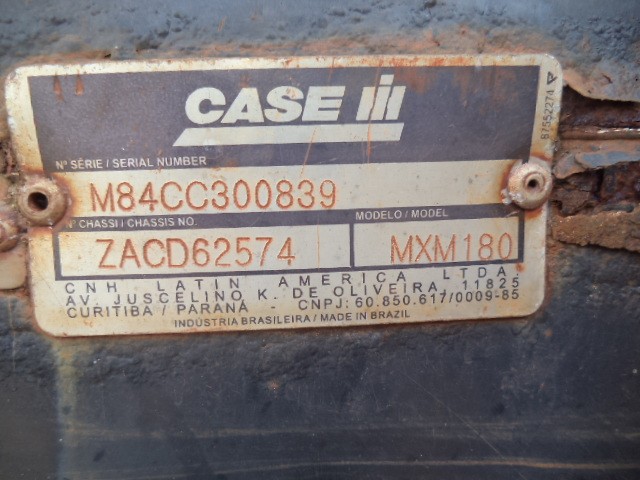 CASE III
Nº SÉRIE / SERIAL NUMBER
M84CC300839
Nº CHASSI / CHASSIS NO.
MODELO / MODEL
ZACD62574
MXM180
CNH LATIN AMERICA LTDA.
AV. JUSCELINO K. DE OLIVEIRA, 11825
CURITIBA / PARANÁ - CNPJ: 60.850.617/0009-85
INDÚSTRIA BRASILEIRA / MADE IN BRAZIL
87552274